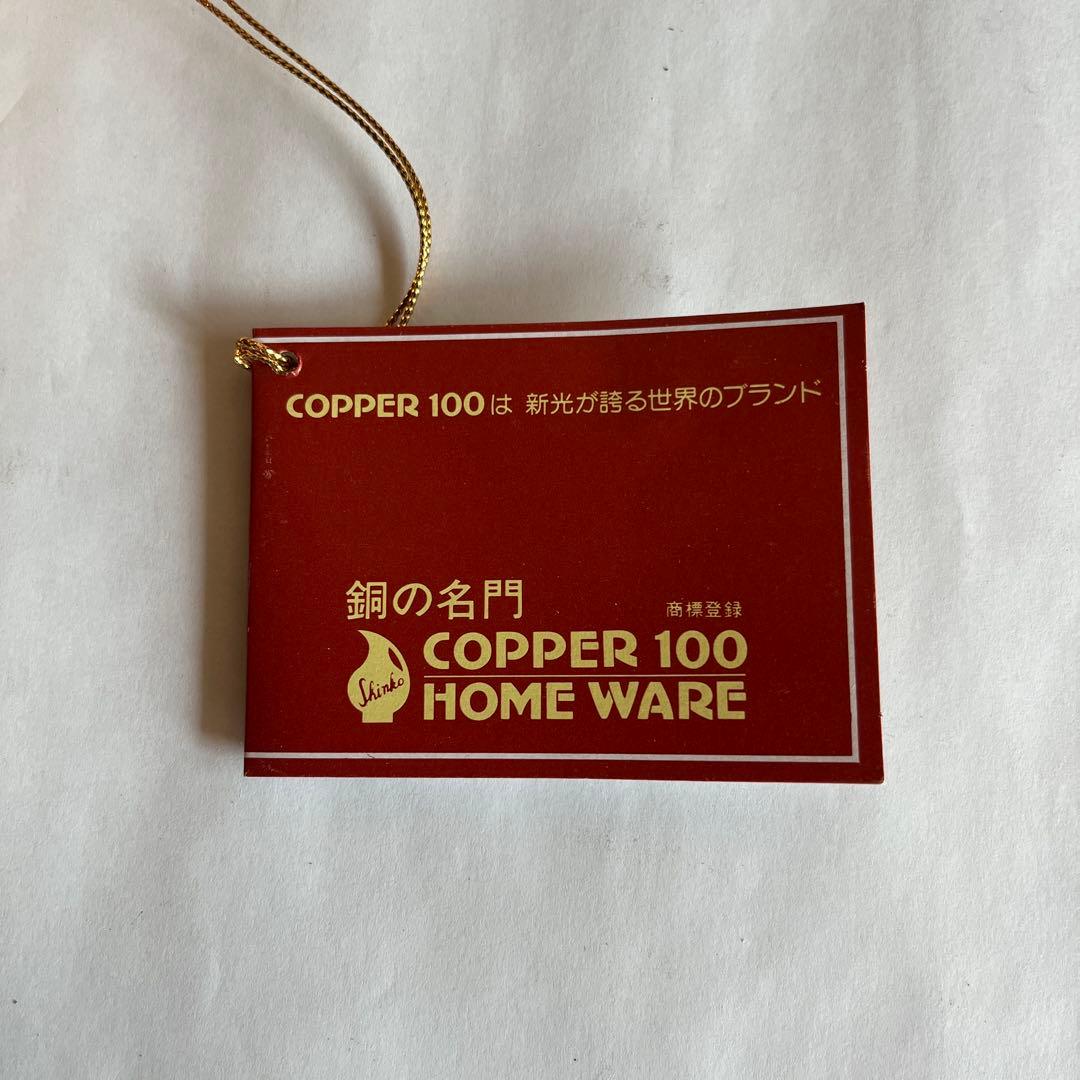 COPPER 100は 新光が誇る世界のブランド
銅の名門
商標登録
Shinko
COPPER 100
HOME WARE